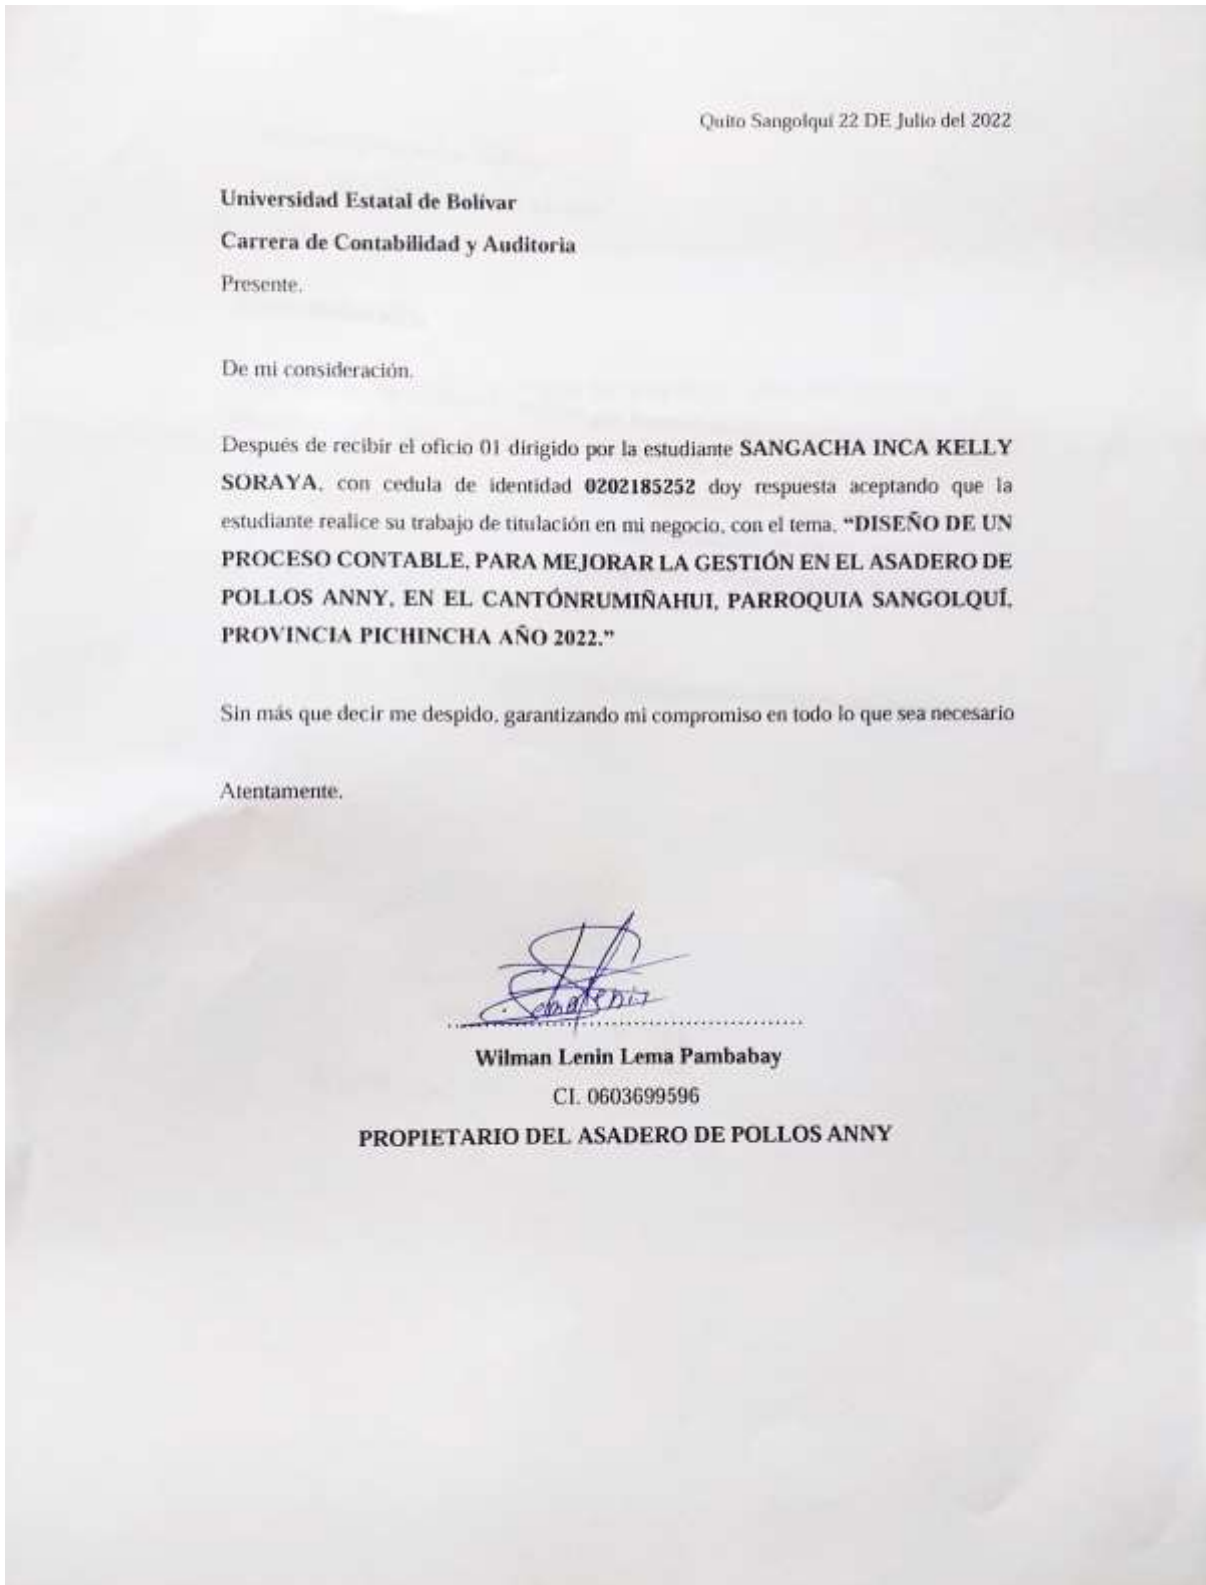 Quito Sangolquí 22 DE Julio del 2022
Universidad Estatal de Bolívar
Carrera de Contabilidad y Auditoria
Presente.
De mi consideración.
Después de recibir el oficio 01 dirigido por la estudiante SANGACHA INCA KELLY
SORAYA, con cedula de identidad 0202185252 doy respuesta aceptando que la
estudiante realice su trabajo de titulación en mi negocio, con el tema, “DISEÑO DE UN
PROCESO CONTABLE, PARA MEJORAR LA GESTIÓN EN EL ASADERO DE
POLLOS ANNY, EN EL CANTÓNRUMIÑAHUI, PARROQUIA SANGOLQUÍ,
PROVINCIA PICHINCHA AÑO 2022.”
Sin más que decir me despido, garantizando mi compromiso en todo lo que sea necesario
Atentamente.
Wilman Lenin Lema Pambabay
CI. 0603699596
PROPIETARIO DEL ASADERO DE POLLOS ANNY